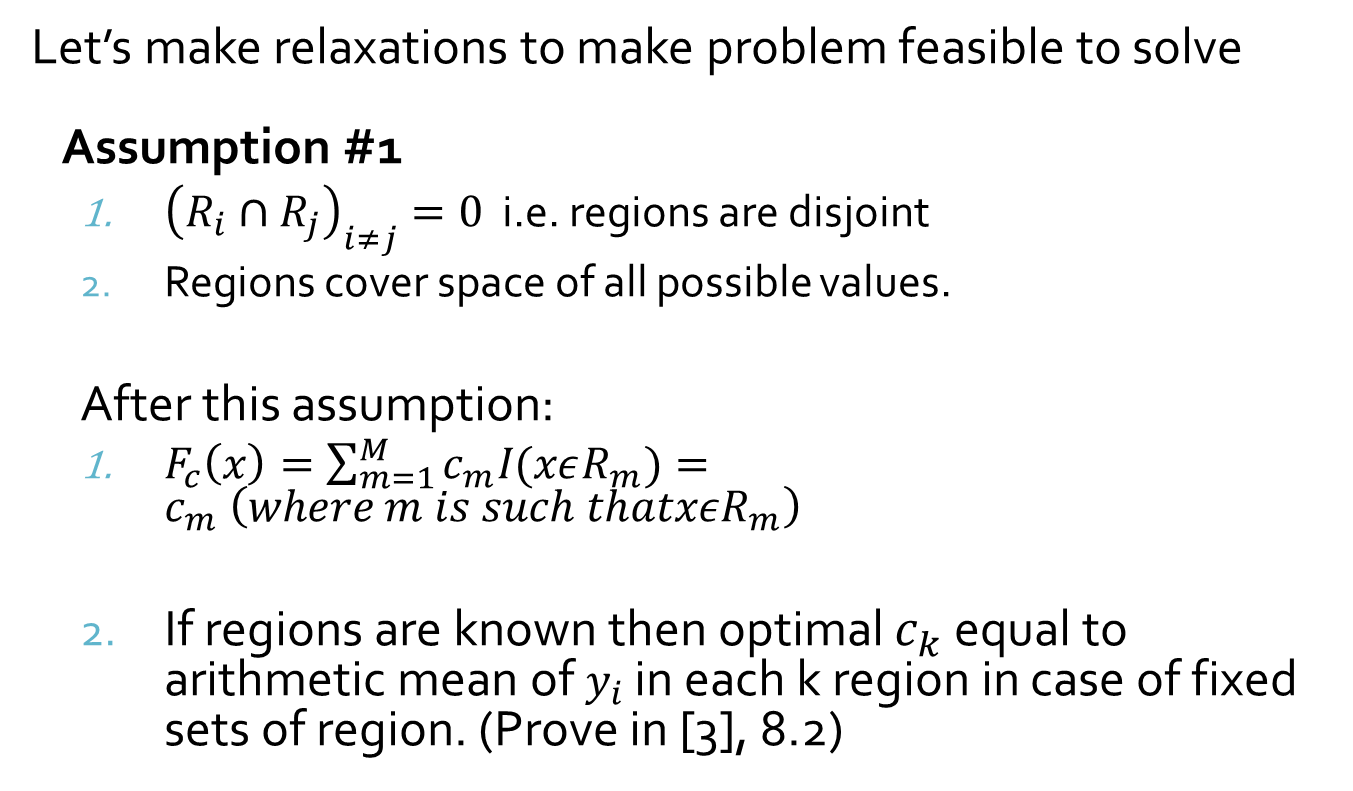 Let's make relaxations to make problem feasible to solve
Assumption #1
1. (R_i ∩ R_j)_{i≠j} = 0 i.e. regions are disjoint
2. Regions cover space of all possible values.
After this assumption:
1. F_c(x) = ∑_{m=1}^{M} c_m I(xϵR_m) =
c_m (where m is such thatxϵR_m)
2. If regions are known then optimal c_k equal to
arithmetic mean of y_i in each k region in case of fixed
sets of region. (Prove in [3], 8.2)